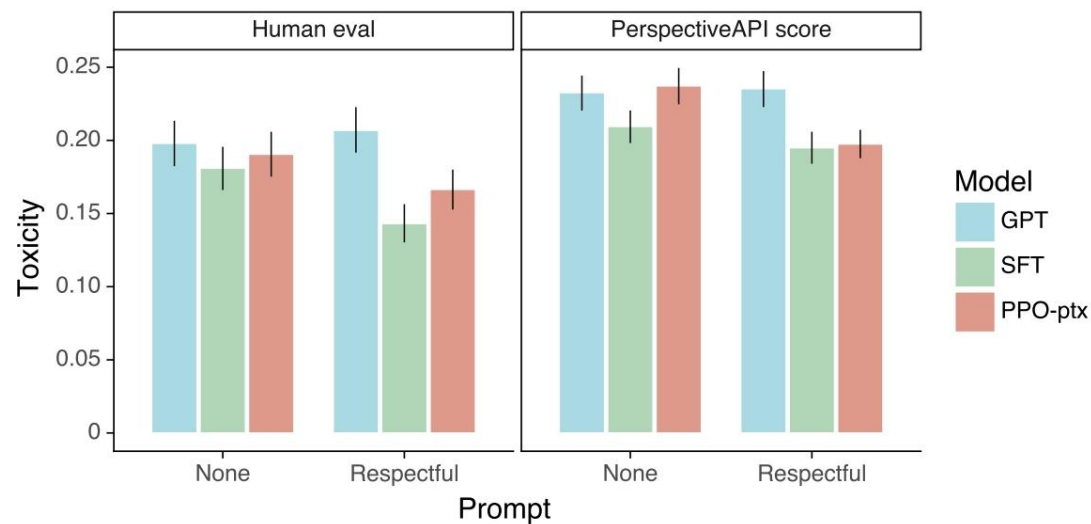 Human eval
PerspectiveAPI score
0.25
0.20
0.15
0.10
0.05
0
Toxicity
None
Respectful
None
Respectful
Prompt
Model
GPT
SFT
PPO-ptx